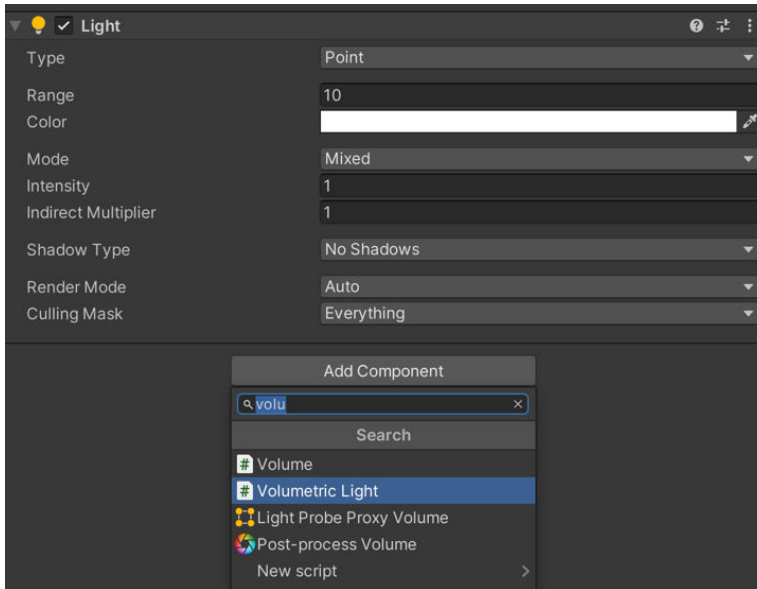 Light
Type Point
Range 10
Color
Mode Mixed
Intensity 1
Indirect Multiplier 1
Shadow Type No Shadows
Render Mode Auto
Culling Mask Everything
Add Component
volu
Search
# Volume
# Volumetric Light
Light Probe Proxy Volume
Post-process Volume
New script